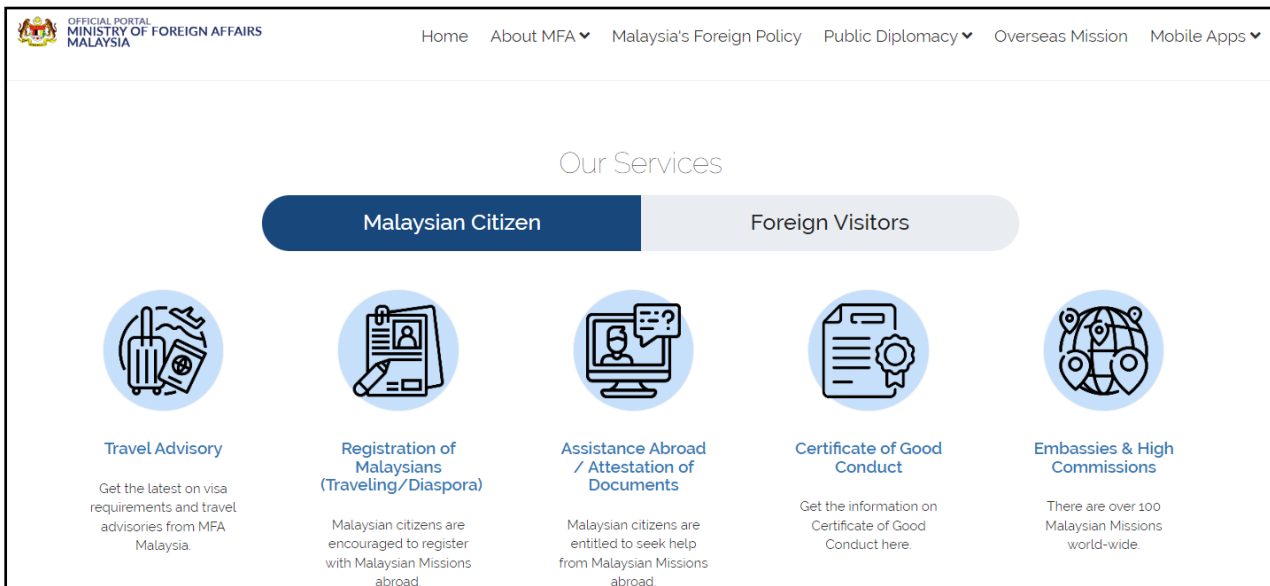 OFFICIAL PORTAL
MINISTRY OF FOREIGN AFFAIRS
MALAYSIA
Home About MFA Malaysia's Foreign Policy Public Diplomacy Overseas Mission Mobile Apps
Our Services
Malaysian Citizen Foreign Visitors
Travel Advisory
Get the latest on visa
requirements and travel
advisories from MFA
Malaysia.
Registration of
Malaysians
(Traveling/Diaspora)
Malaysian citizens are
encouraged to register
with Malaysian Missions
abroad.
Assistance Abroad
/ Attestation of
Documents
Malaysian citizens are
entitled to seek help
from Malaysian Missions
abroad.
Certificate of Good
Conduct
Get the information on
Certificate of Good
Conduct here.
Embassies & High
Commissions
There are over 100
Malaysian Missions
world-wide.